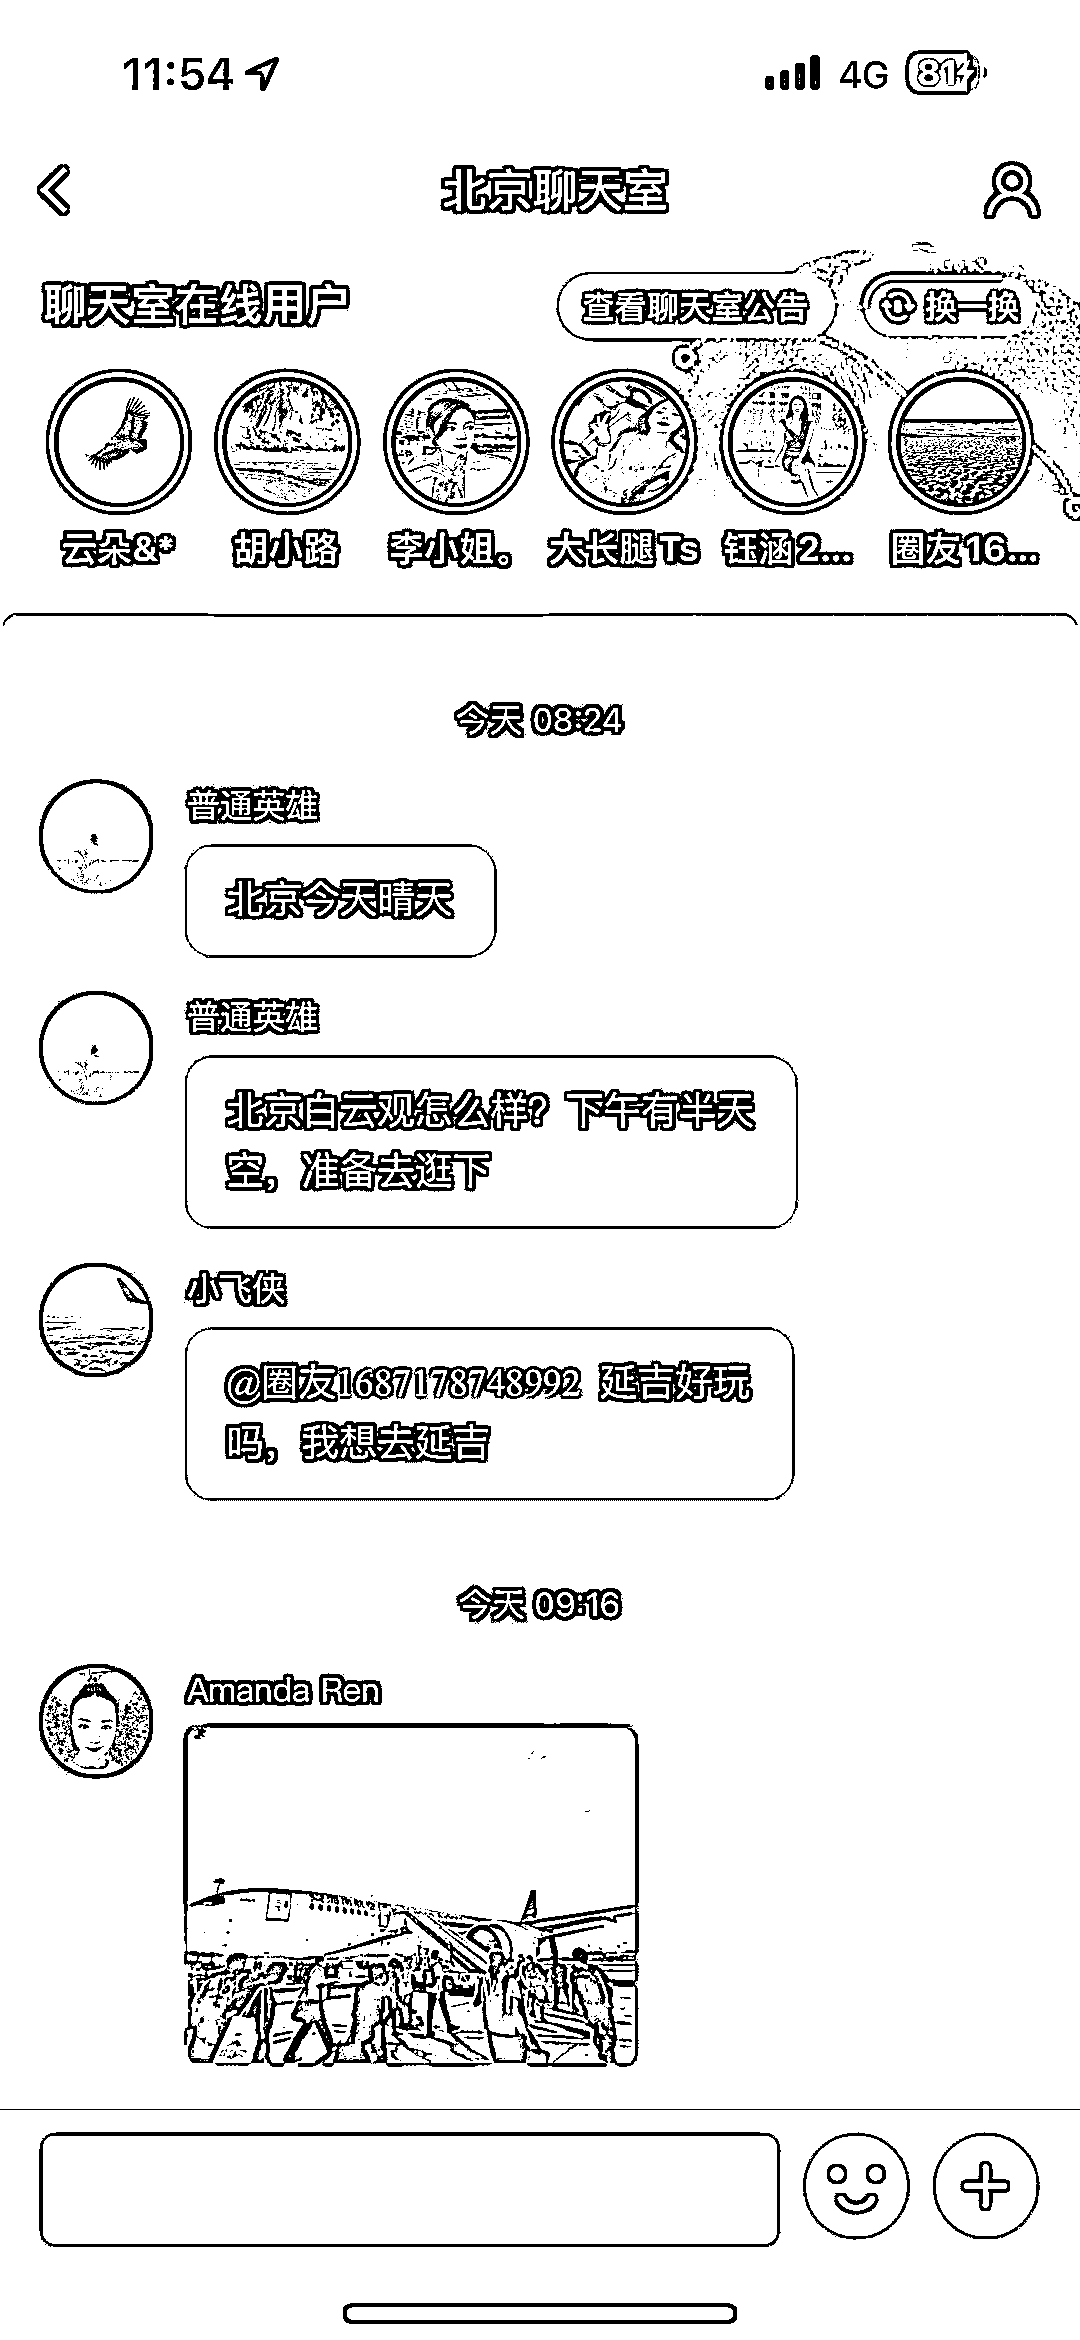 11:54
4G
81
北京聊天室
聊天室在线用户
查看聊天室公告
换一换
云朵&*
胡小路
李小姐。
大长腿Ts
钰涵2...
圈友16...
今天 08:24
普通英雄
北京今天晴天
普通英雄
北京白云观怎么样？下午有半天
空，准备去逛下
小飞侠
@圈友1687178748992 延吉好玩
吗，我想去延吉
今天 09:16
Amanda Ren